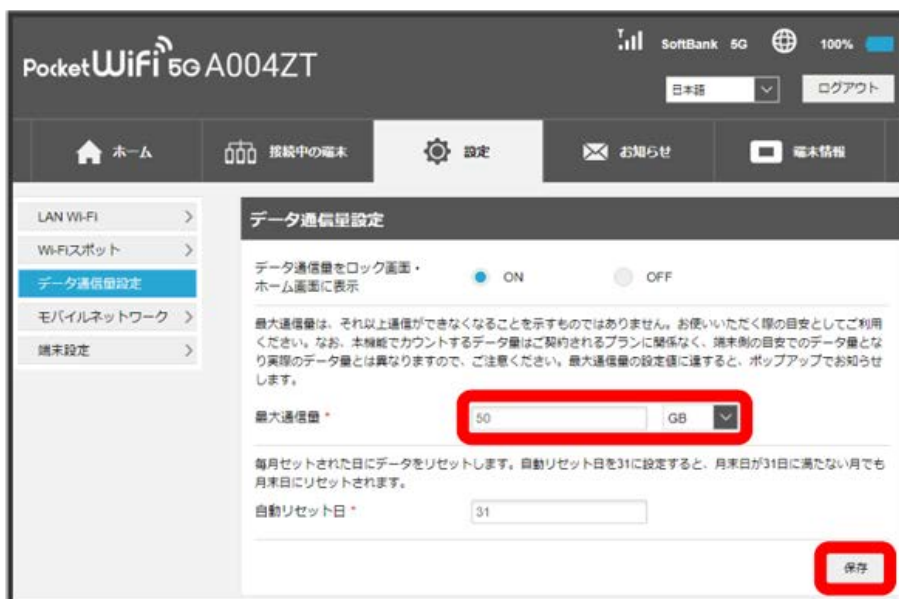 Pocket WiFi 5G A004ZT
SoftBank 5G 100%
日本語 ログアウト
ホーム 接続中の端末 設定 お知らせ 端末情報
LAN Wi-Fi
Wi-Fiスポット
データ通信量設定
モバイルネットワーク
端末設定
データ通信量設定
データ通信量をロック画面・
ホーム画面に表示
ON OFF
最大通信量は、それ以上通信ができなくなることを示すものではありません。お使いいただく際の目安としてご利用
ください。なお、本機能でカウントするデータ量はご契約されるプランに関係なく、端末側の目安でのデータ量とな
り実際のデータ量とは異なりますので、ご注意ください。最大通信量の設定値に達すると、ポップアップでお知らせ
します。
最大通信量 * 50 GB
毎月セットされた日にデータをリセットします。自動リセット日を31に設定すると、月末日が31日に満たない月でも
月末日にリセットされます。
自動リセット日 * 31
保存